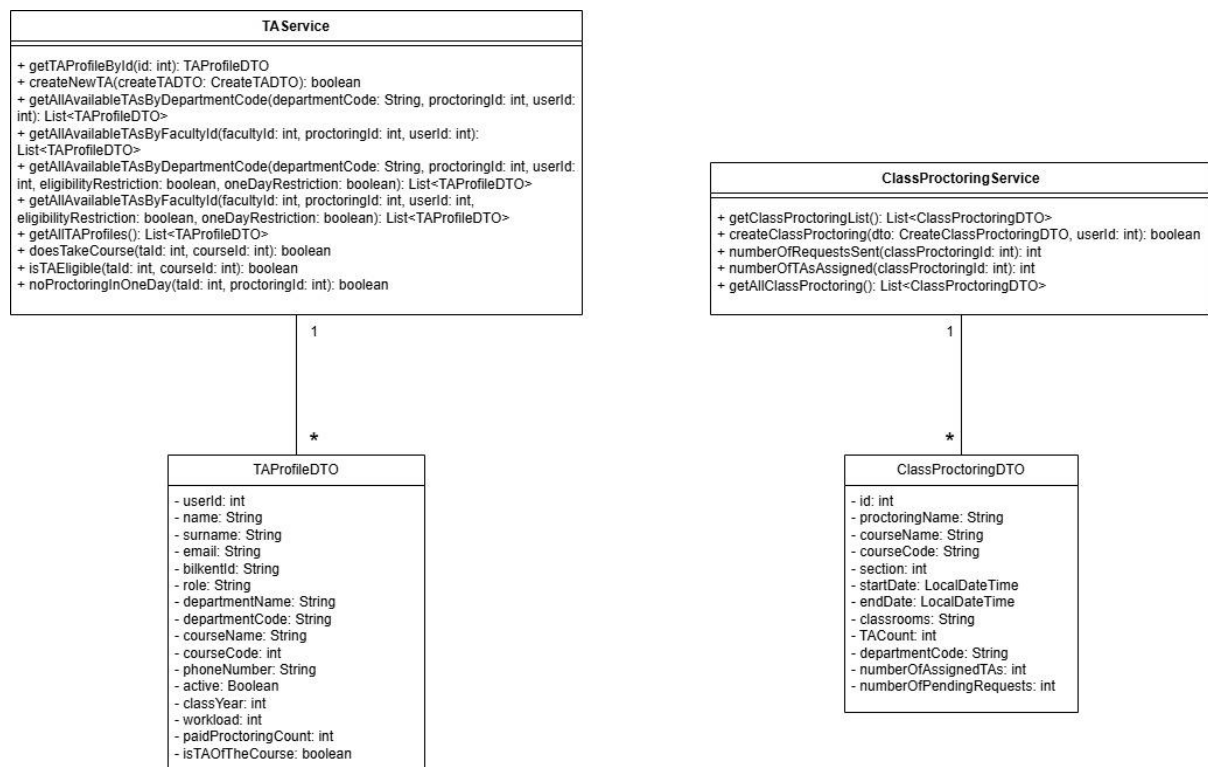 TAService
+ getTAProfileById(id: int): TAProfileDTO
+ createNewTA(createTADTO: CreateTADTO): boolean
+ getAllAvailableTAsByDepartmentCode(departmentCode: String, proctoringId: int, userId:
int): List<TAProfileDTO>
+ getAllAvailableTAsByFacultyId(facultyId: int, proctoringId: int, userId: int):
List<TAProfileDTO>
+ getAllAvailableTAsByDepartmentCode(departmentCode: String, proctoringId: int, userId:
int, eligibilityRestriction: boolean, oneDayRestriction: boolean): List<TAProfileDTO>
+ getAllAvailableTAsByFacultyId(facultyId: int, proctoringId: int, userId: int,
eligibilityRestriction: boolean, oneDayRestriction: boolean): List<TAProfileDTO>
+ getAllTAProfiles(): List<TAProfileDTO>
+ doesTakeCourse(taId: int, courseId: int): boolean
+ isTAEligible(taId: int, courseId: int): boolean
+ noProctoringInOneDay(taId: int, proctoringId: int): boolean
1
*
TAProfileDTO
- userId: int
- name: String
- surname: String
- email: String
- bilkentId: String
- role: String
- departmentName: String
- departmentCode: String
- courseName: String
- courseCode: int
- phoneNumber: String
- active: Boolean
- classYear: int
- workload: int
- paidProctoringCount: int
- isTAOfTheCourse: boolean
ClassProctoringService
+ getClassProctoringList(): List<ClassProctoringDTO>
+ createClassProctoring(dto: CreateClassProctoringDTO, userId: int): boolean
+ numberOfRequestsSent(classProctoringId: int): int
+ numberOfTAsAssigned(classProctoringId: int): int
+ getAllClassProctoring(): List<ClassProctoringDTO>
1
*
ClassProctoringDTO
- id: int
- proctoringName: String
- courseName: String
- courseCode: String
- section: int
- startDate: LocalDateTime
- endDate: LocalDateTime
- classrooms: String
- TACount: int
- departmentCode: String
- numberOfAssignedTAs: int
- numberOfPendingRequests: int